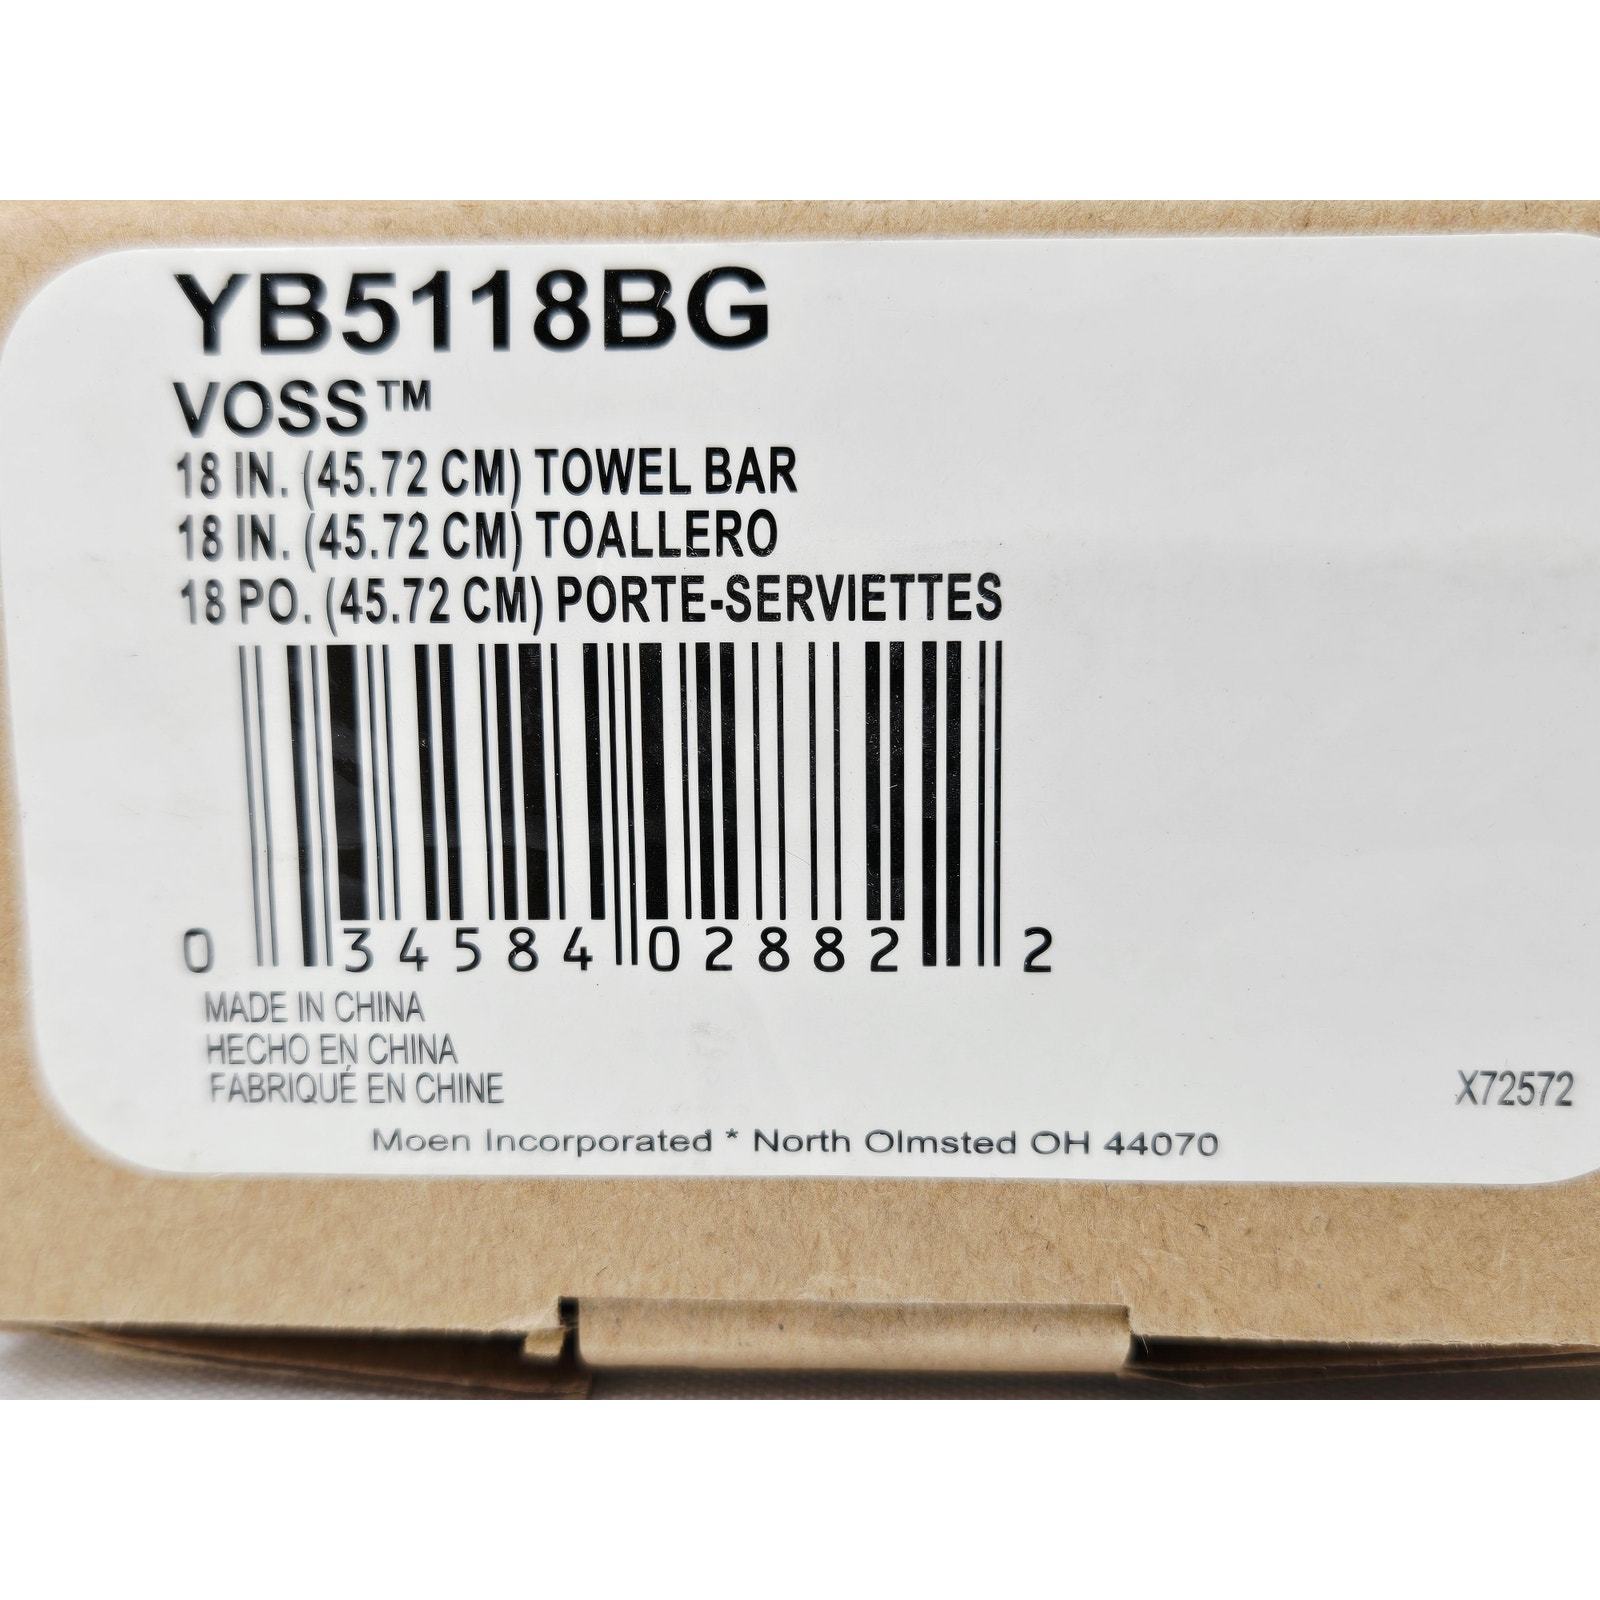 YB5118BG
VOSS™
18 IN. (45.72 CM) TOWEL BAR
18 IN. (45.72 CM) TOALLERO
18 PO. (45.72 CM) PORTE-SERVIETTES
0 34584 02882 2
MADE IN CHINA
HECHO EN CHINA
FABRIQUÉ EN CHINE
X72572
Moen Incorporated * North Olmsted OH 44070